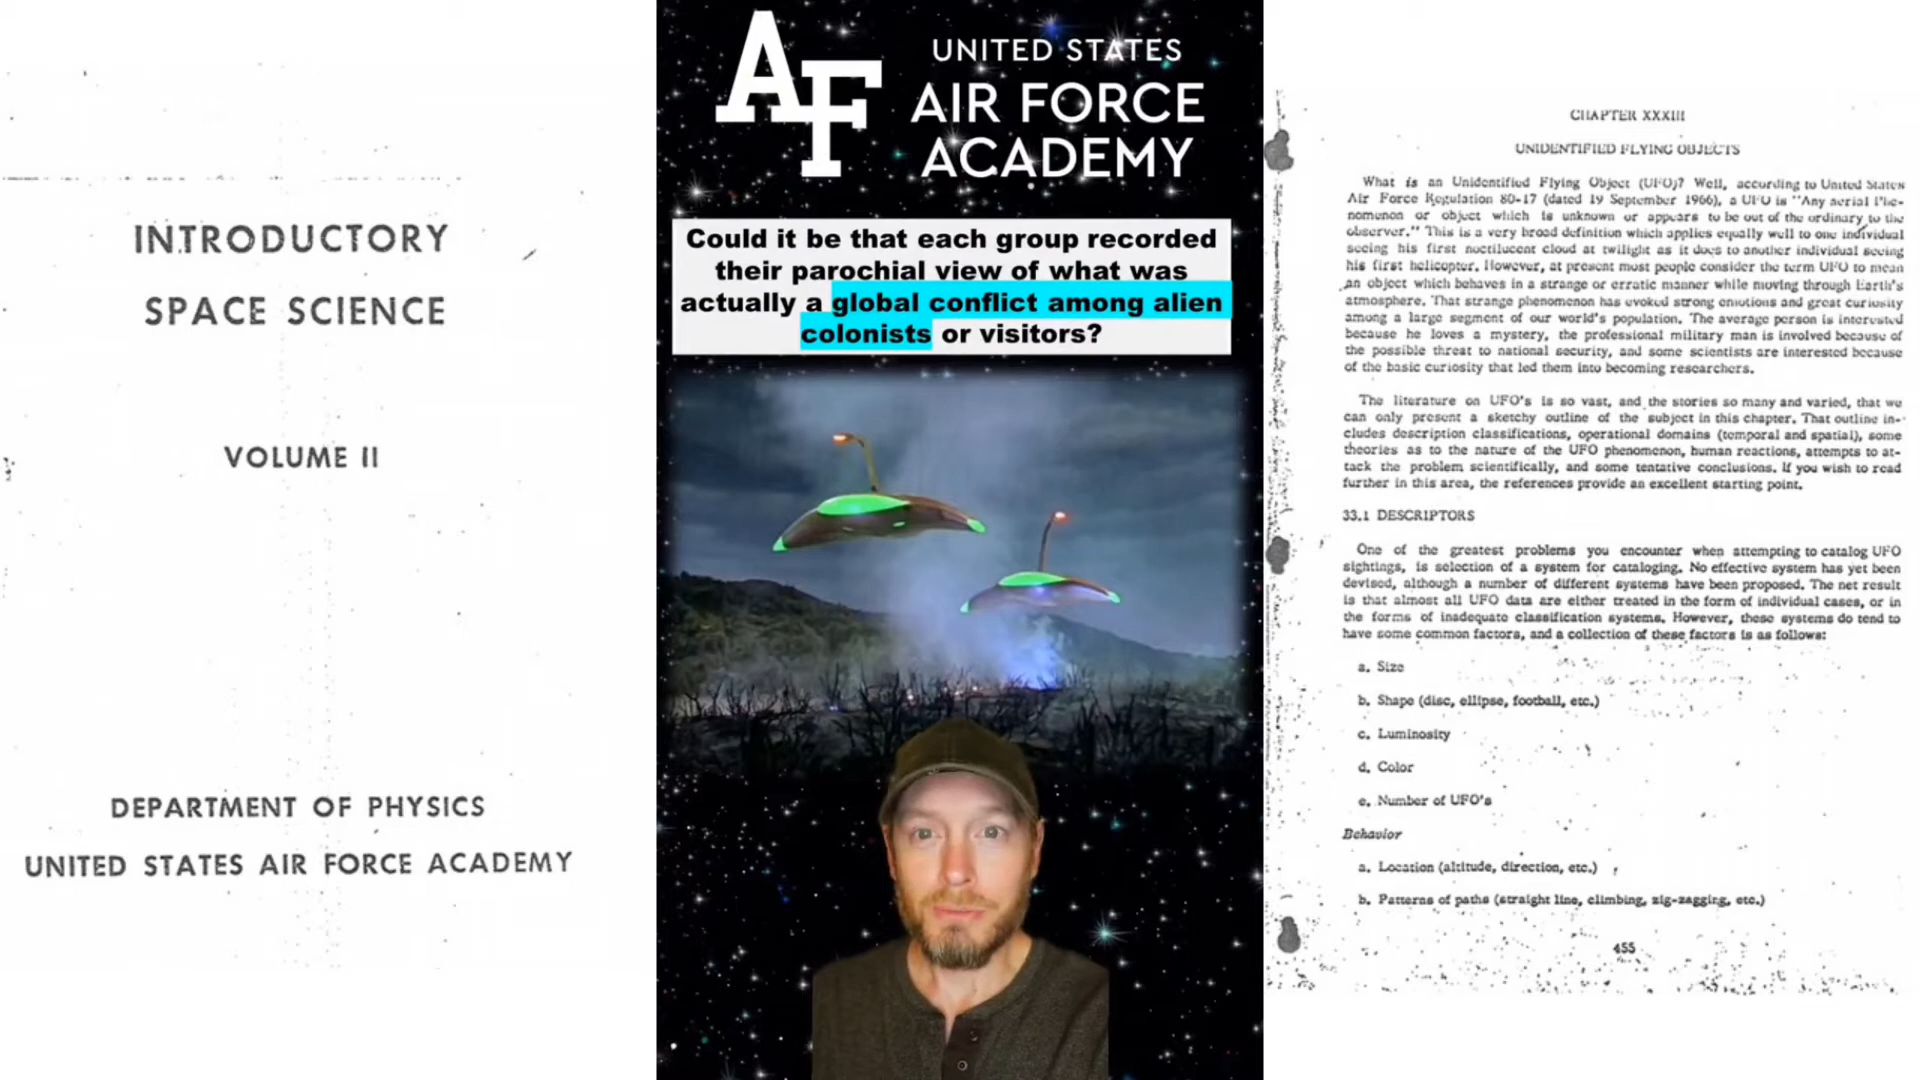 INTRODUCTORY
SPACE SCIENCE
VOLUME II
DEPARTMENT OF PHYSICS
UNITED STATES AIR FORCE ACADEMY
AF
UNITED STATES
AIR FORCE
ACADEMY
Could it be that each group recorded
their parochial view of what was
actually a global conflict among alien
colonists or visitors?
CHAPTER XXXIII
UNIDENTIFIED FLYING OBJECTS
What is an Unidentified Flying Object (UFO)? Well, according to United States
Air Force Regulation 80-17 (dated 19 September 1966), a UFO is "Any aerial Phe-
nomenon or object which is unknown or appears to be out of the ordinary to the
observer." This is a very broad definition which applies equally well to one individual
seeing his first noctilucent cloud at twilight as it does to another individual seeing
his first helicopter. However, at present most people consider the term UFO to mean
an object which behaves in a strange or erratic manner while moving through Earth's
atmosphere. That strange phenomenon has evoked strong emotions and great curiosity
among a large segment of our world's population. The average person is interested
because he loves a mystery, the professional military man is involved because of
the possible threat to national security, and some scientists are interested because
of the basic curiosity that led them into becoming researchers.
The literature on UFO's is so vast, and the stories so many and varied, that we
can only present a sketchy outline of the subject in this chapter. That outline in-
cludes description classifications, operational domains (temporal and spatial), some
theories as to the nature of the UFO phenomenon, human reactions, attempts to at-
tack the problem scientifically, and some tentative conclusions. If you wish to read
further in this area, the references provide an excellent starting point.
33.1 DESCRIPTORS
One of the greatest problems you encounter when attempting to catalog UFO
sightings, is selection of a system for cataloging. No effective system has yet been
devised, although a number of different systems have been proposed. The net result
is that almost all UFO data are either treated in the form of individual cases, or in
the forms of inadequate classification systems. However, these systems do tend to
have some common factors, and a collection of these factors is as follows:
a. Size
b. Shape (disc, ellipse, football, etc.)
c. Luminosity
d. Color
e. Number of UFO's
Behavior
a. Location (altitude, direction, etc.)
b. Patterns of paths (straight line, climbing, zig-zagging, etc.)
455